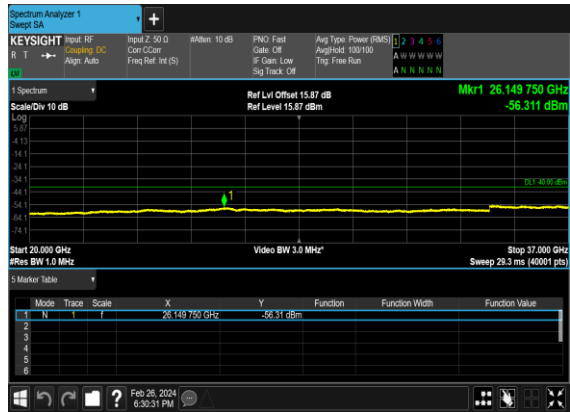 Spectrum Analyzer 1
Swept SA
+
KEYSIGHT Input: RF Input Z: 50 Ω #Atten: 10 dB PNO: Fast Avg Type: Power (RMS) 1 2 3 4 5 6
R T Coupling: DC Corr CCorr Gate: Off Avg|Hold: 100/100 A W W W W W
Align: Auto Freq Ref: Int (S) IF Gain: Low Trig: Free Run
LW Sig Track: Off A N N N N N
1 Spectrum Ref Lvl Offset 15.87 dB Mkr1 26.149 750 GHz
Scale/Div 10 dB Ref Level 15.87 dBm -56.311 dBm
Log
5.87
-4.13
-14.1
-24.1
-34.1
DL1 -40.00 dBm
-44.1
1
-54.1
-64.1
-74.1
Start 20.000 GHz Video BW 3.0 MHz* Stop 37.000 GHz
#Res BW 1.0 MHz Sweep 29.3 ms (40001 pts)
5 Marker Table
Mode Trace Scale X Y Function Function Width Function Value
1 N 1 f 26.149 750 GHz -56.31 dBm
2
3
4
5
6
? Feb 26, 2024
6:30:31 PM